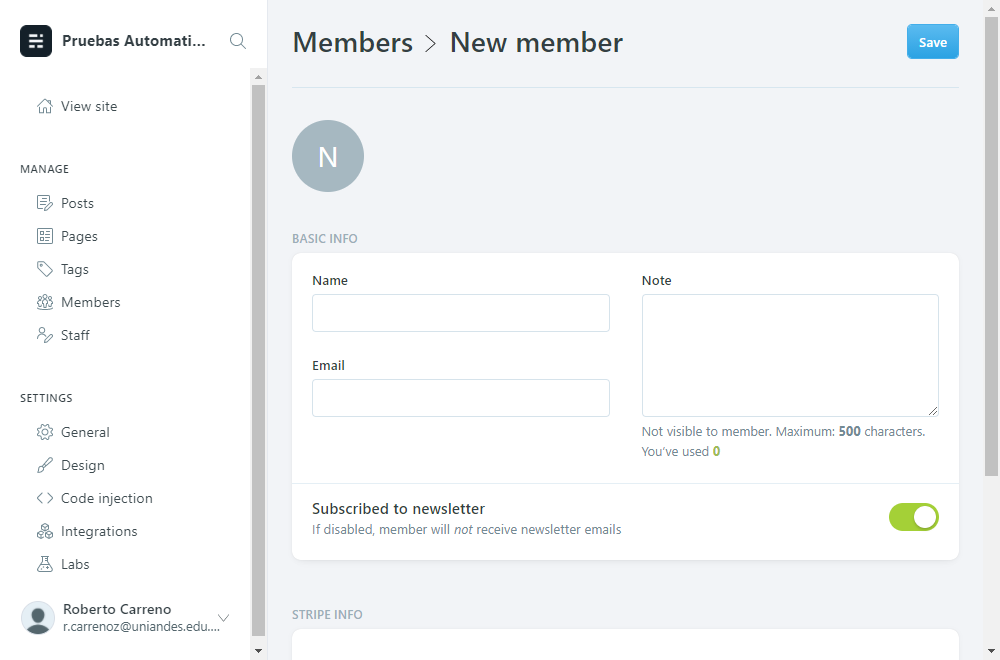 Pruebas Automati...
View site
MANAGE
Posts
Pages
Tags
Members
Staff
SETTINGS
General
Design
Code injection
Integrations
Labs
Roberto Carreno
r.carrenoz@uniandes.edu....
Members > New member
Save
N
BASIC INFO
Name
Note
Email
Not visible to member. Maximum: 500 characters.
You've used 0
Subscribed to newsletter
If disabled, member will not receive newsletter emails
STRIPE INFO